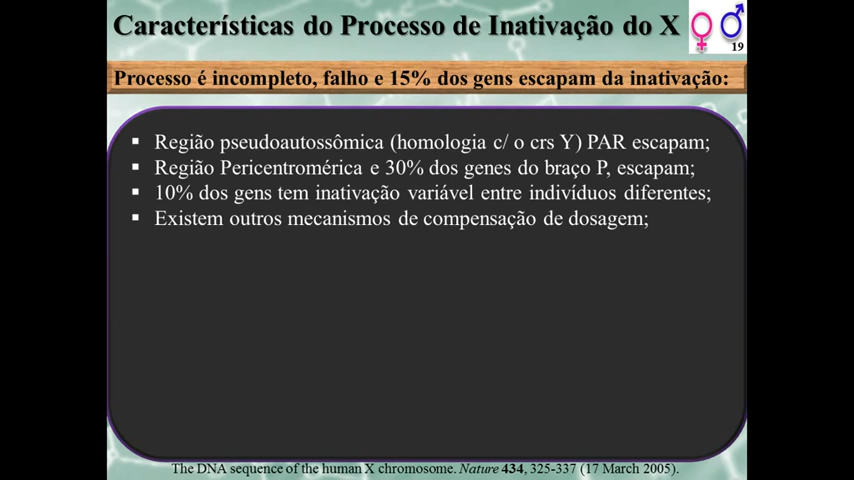 Características do Processo de Inativação do X
19
Processo é incompleto, falho e 15% dos gens escapam da inativação:
▪ Região pseudoautossômica (homologia c/ o crs Y) PAR escapam;
▪ Região Pericentromérica e 30% dos genes do braço P, escapam;
▪ 10% dos gens tem inativação variável entre indivíduos diferentes;
▪ Existem outros mecanismos de compensação de dosagem;
The DNA sequence of the human X chromosome. Nature 434, 325-337 (17 March 2005).